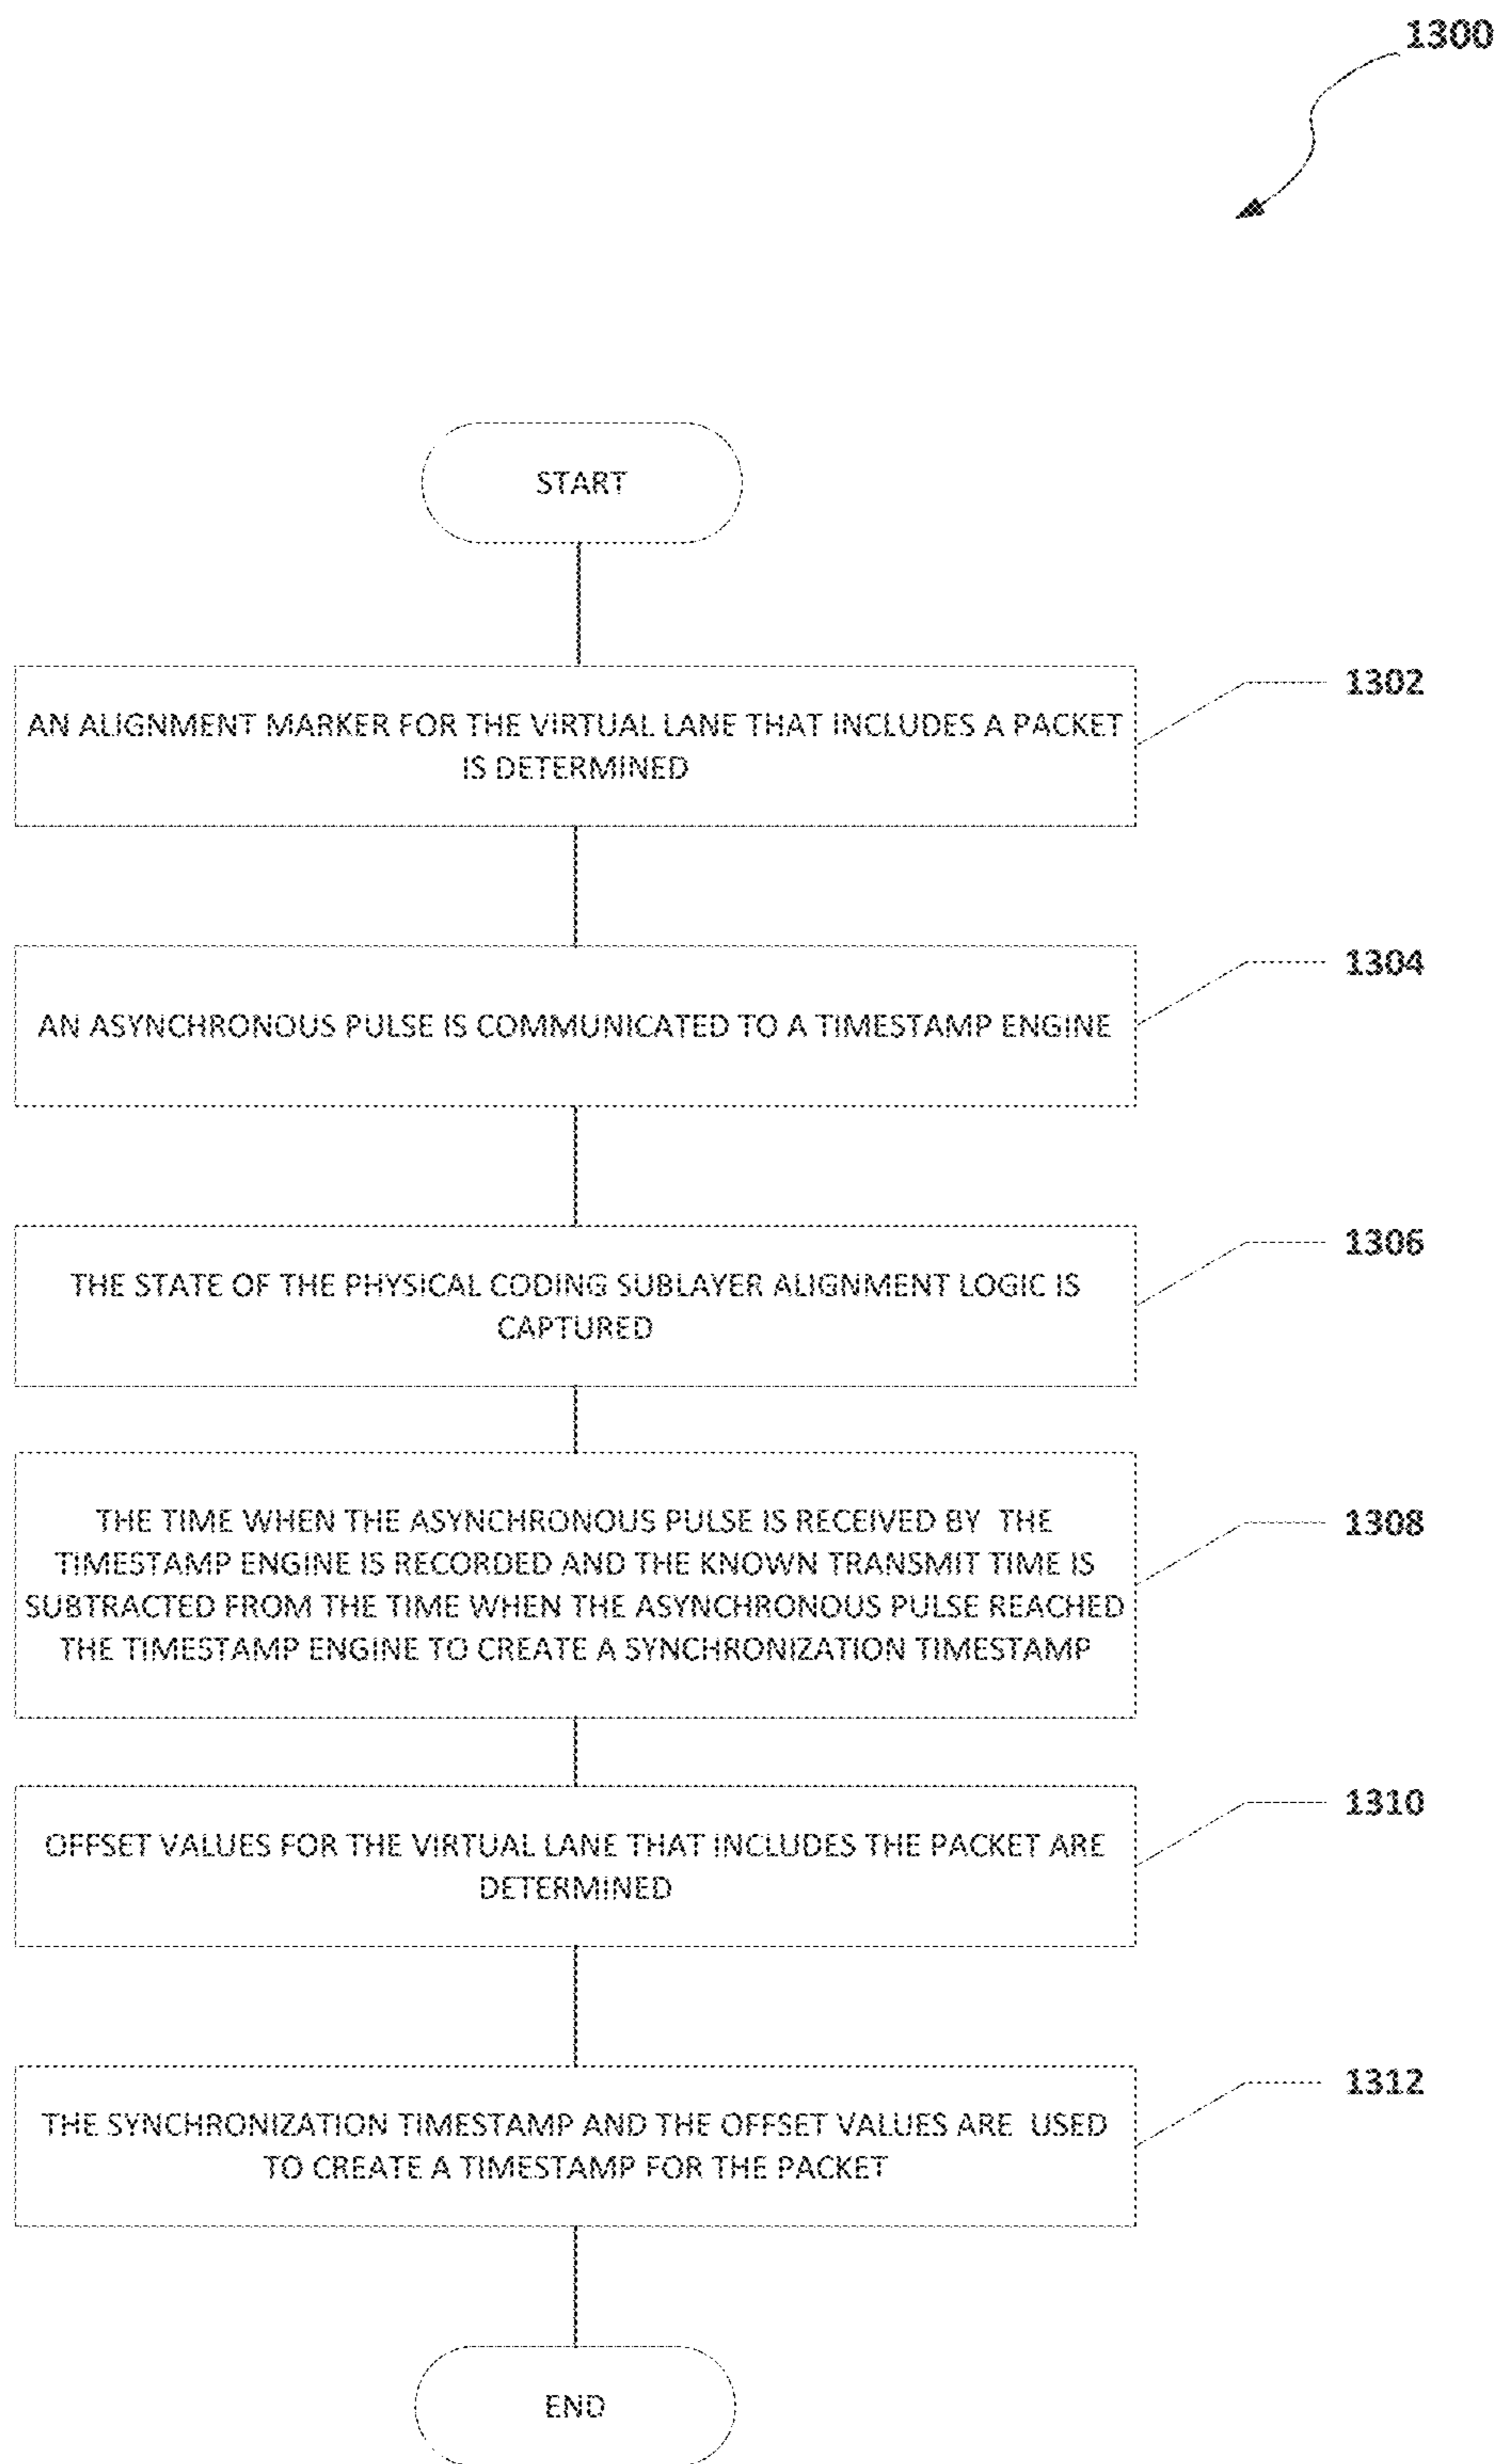 1300
START
1302
AN ALIGNMENT MARKER FOR THE VIRTUAL LANE THAT INCLUDES A PACKET
IS DETERMINED
1304
AN ASYNCHRONOUS PULSE IS COMMUNICATED TO A TIMESTAMP ENGINE
1306
THE STATE OF THE PHYSICAL CODING SUBLAYER ALIGNMENT LOGIC IS
CAPTURED
1308
THE TIME WHEN THE ASYNCHRONOUS PULSE IS RECEIVED BY THE
TIMESTAMP ENGINE IS RECORDED AND THE KNOWN TRANSMIT TIME IS
SUBTRACTED FROM THE TIME WHEN THE ASYNCHRONOUS PULSE REACHED
THE TIMESTAMP ENGINE TO CREATE A SYNCHRONIZATION TIMESTAMP
1310
OFFSET VALUES FOR THE VIRTUAL LANE THAT INCLUDES THE PACKET ARE
DETERMINED
1312
THE SYNCHRONIZATION TIMESTAMP AND THE OFFSET VALUES ARE USED
TO CREATE A TIMESTAMP FOR THE PACKET
END